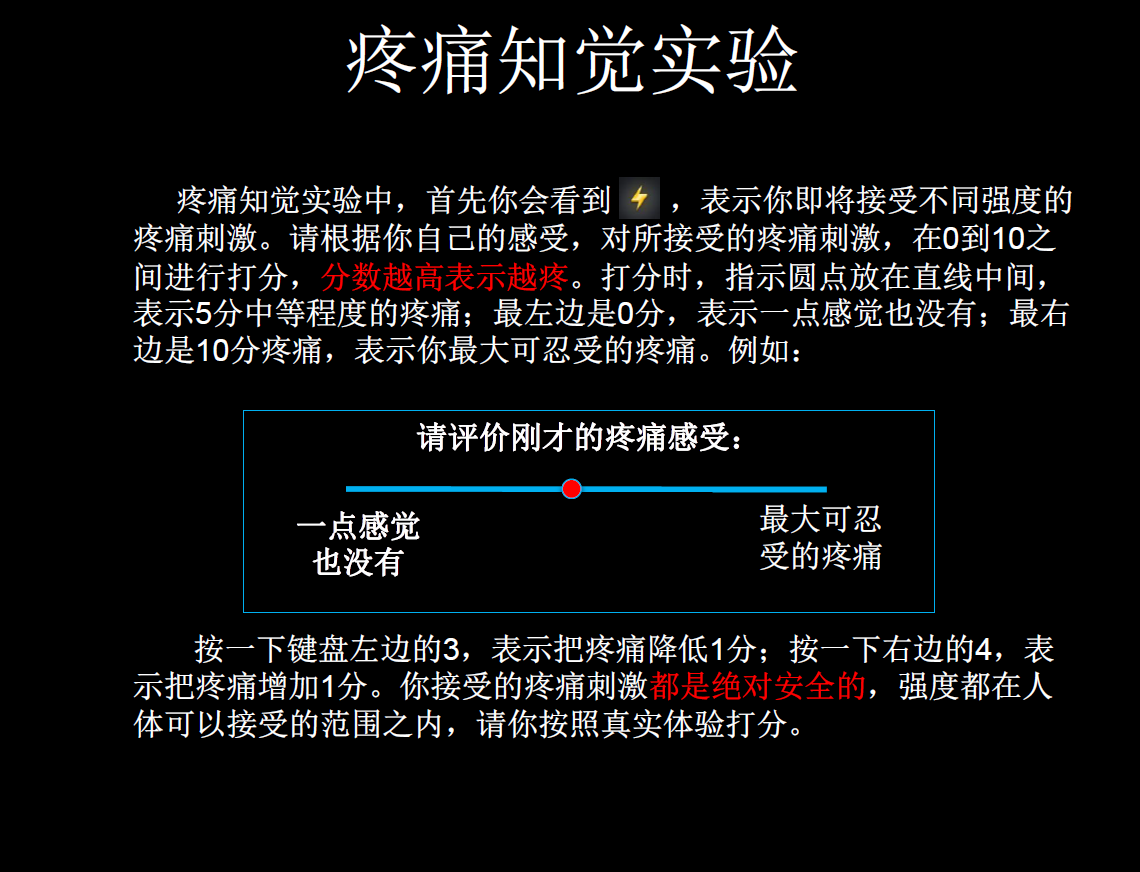 疼痛知觉实验
疼痛知觉实验中，首先你会看到 ，表示你即将接受不同强度的
疼痛刺激。请根据你自己的感受，对所接受的疼痛刺激，在0到10之
间进行打分，分数越高表示越疼。打分时，指示圆点放在直线中间，
表示5分中等程度的疼痛；最左边是0分，表示一点感觉也没有；最右
边是10分疼痛，表示你最大可忍受的疼痛。例如：
请评价刚才的疼痛感受：
一点感觉
也没有
最大可忍
受的疼痛
按一下键盘左边的3，表示把疼痛降低1分；按一下右边的4，表
示把疼痛增加1分。你接受的疼痛刺激都是绝对安全的，强度都在人
体可以接受的范围之内，请你按照真实体验打分。